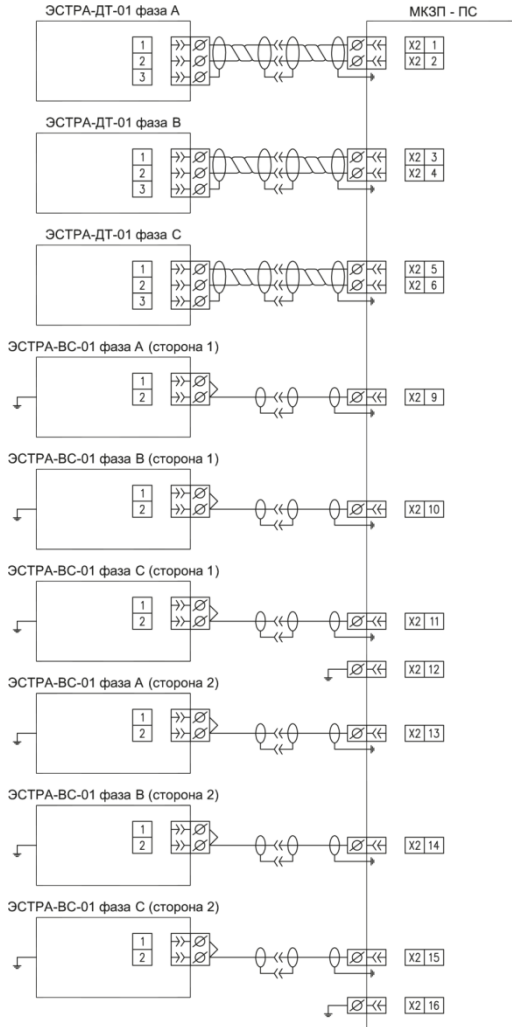 ЭСТРА-ДТ-01 фаза А
МКЗП - ПС
1 X2 1
2 X2 2
3
ЭСТРА-ДТ-01 фаза В
1 X2 3
2 X2 4
3
ЭСТРА-ДТ-01 фаза С
1 X2 5
2 X2 6
3
ЭСТРА-ВС-01 фаза А (сторона 1)
1
2 X2 9
ЭСТРА-ВС-01 фаза В (сторона 1)
1
2 X2 10
ЭСТРА-ВС-01 фаза С (сторона 1)
1
2 X2 11
X2 12
ЭСТРА-ВС-01 фаза А (сторона 2)
1
2 X2 13
ЭСТРА-ВС-01 фаза В (сторона 2)
1
2 X2 14
ЭСТРА-ВС-01 фаза С (сторона 2)
1
2 X2 15
X2 16